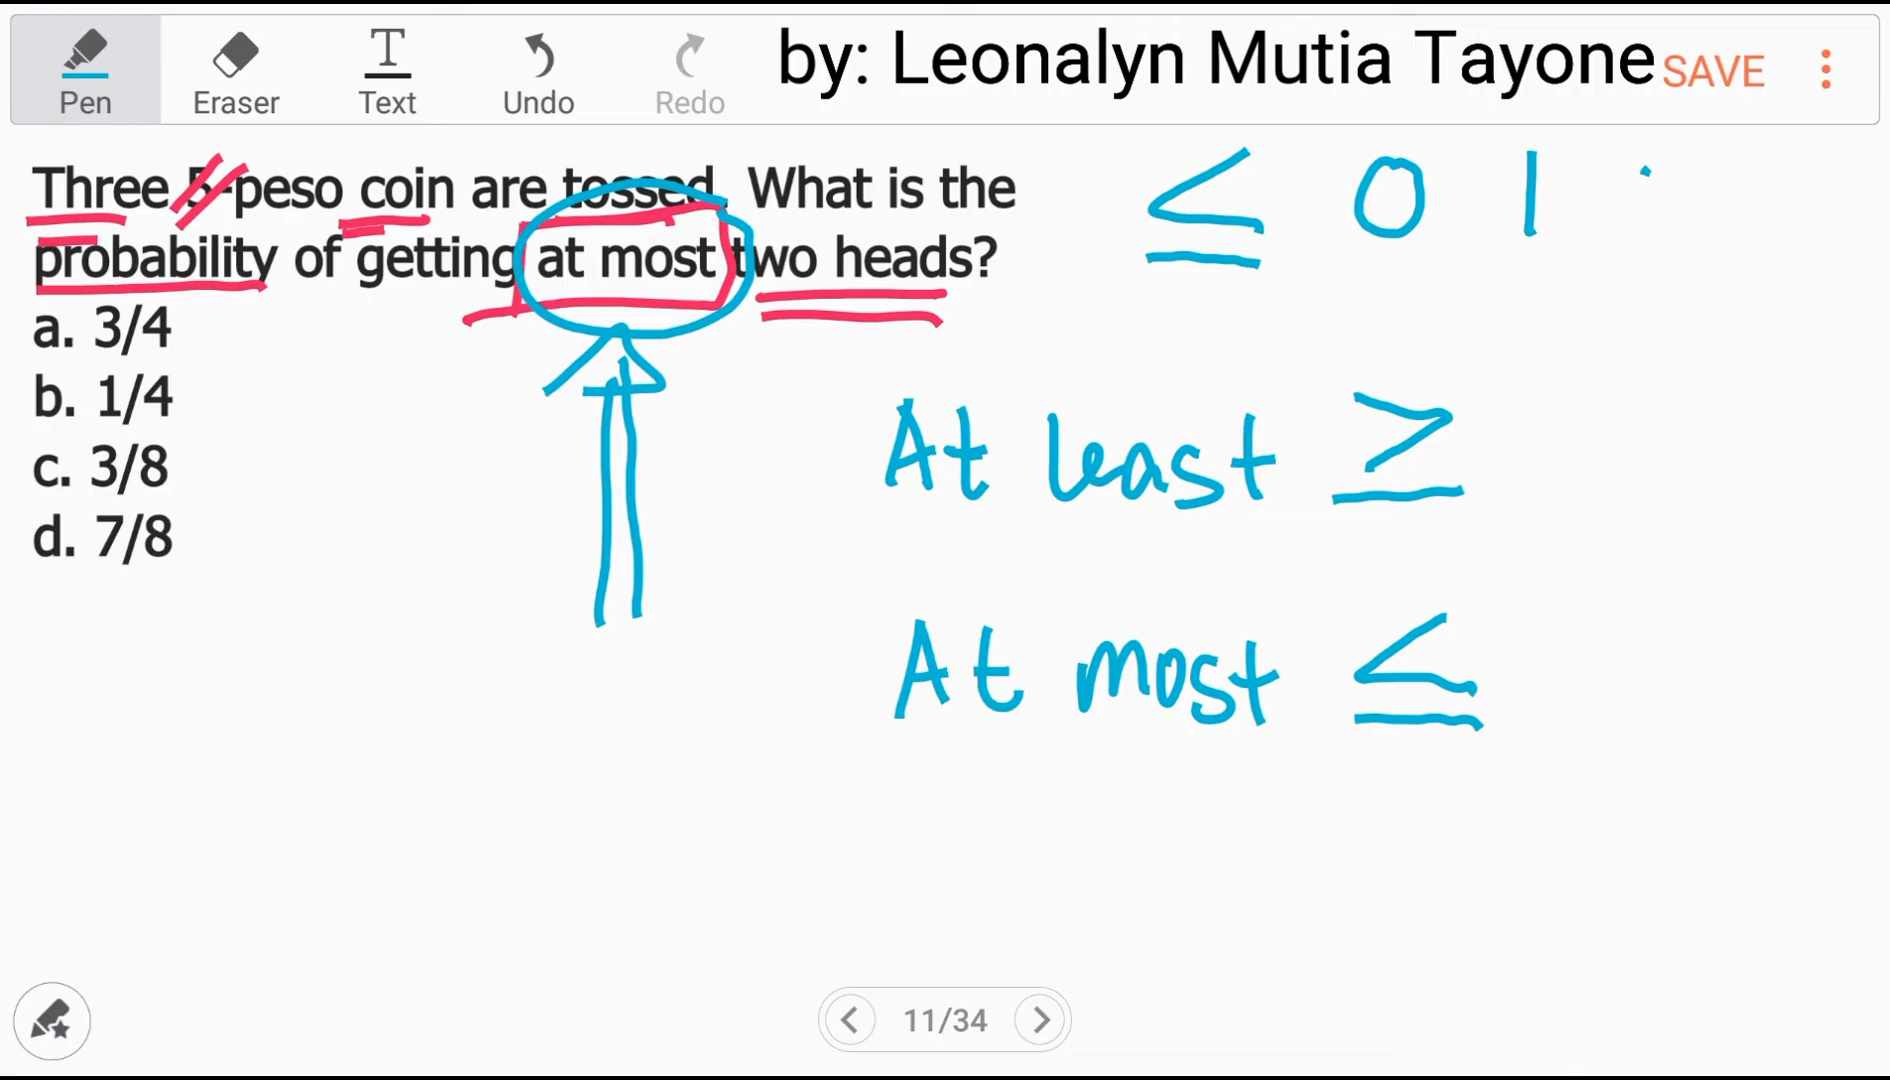 Pen Eraser Text Undo Redo by: Leonalyn Mutia Tayone SAVE
Three 5-peso coin are tossed. What is the
probability of getting at most two heads?
a. 3/4
b. 1/4
c. 3/8
d. 7/8
≤ 0 1
At least ≥
At most ≤
11/34